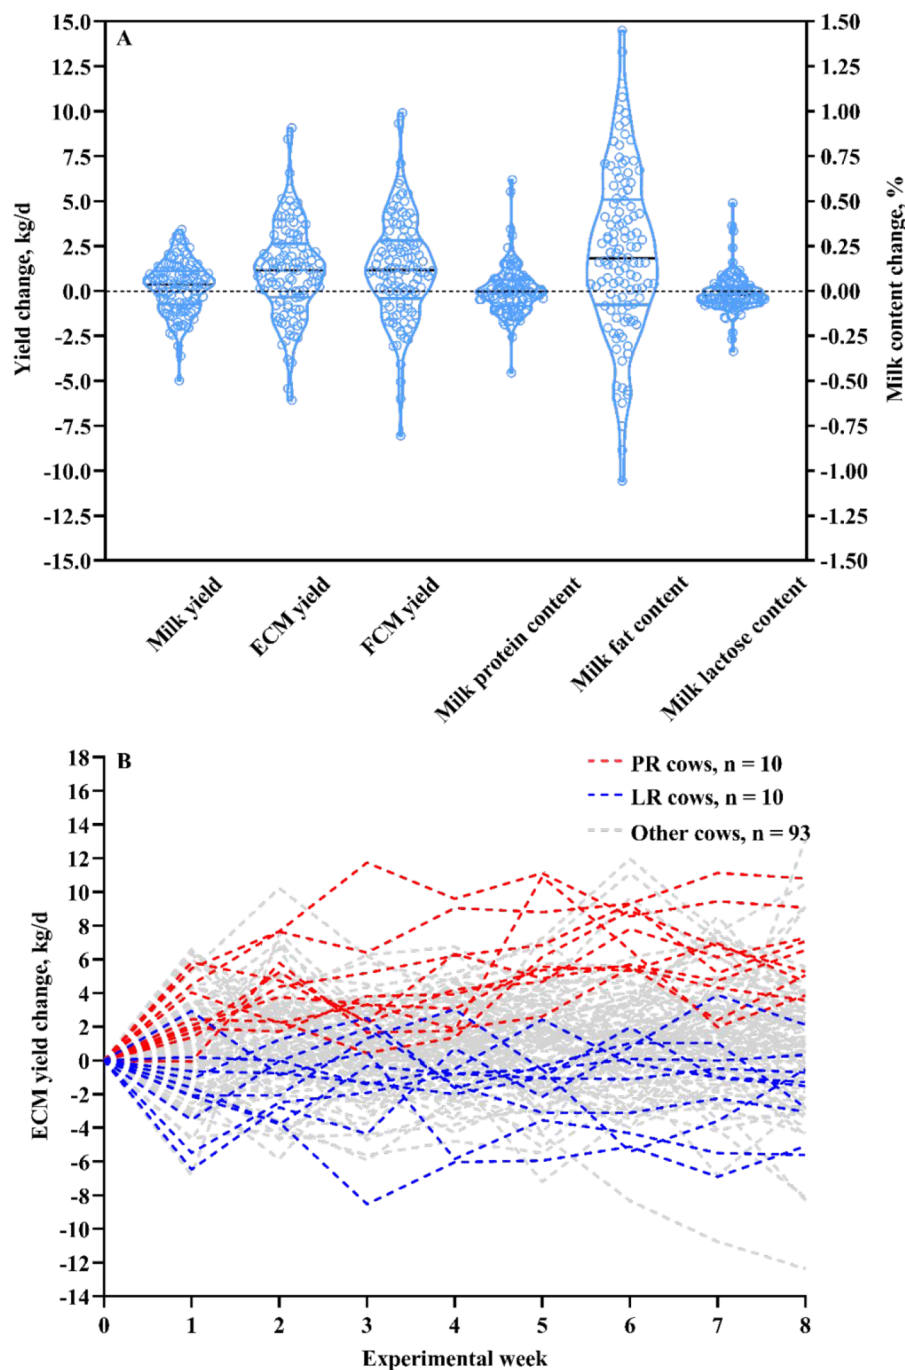 A
15.0
12.5
10.0
7.5
5.0
2.5
0.0
-2.5
-5.0
-7.5
-10.0
-12.5
-15.0
Yield change, kg/d
1.50
1.25
1.00
0.75
0.50
0.25
0.00
-0.25
-0.50
-0.75
-1.00
-1.25
-1.50
Milk content change, %
Milk yield
ECM yield
FCM yield
Milk protein content
Milk fat content
Milk lactose content
B
PR cows, n = 10
LR cows, n = 10
Other cows, n = 93
18
16
14
12
10
8
6
4
2
0
-2
-4
-6
-8
-10
-12
-14
ECM yield change, kg/d
0 1 2 3 4 5 6 7 8
Experimental week